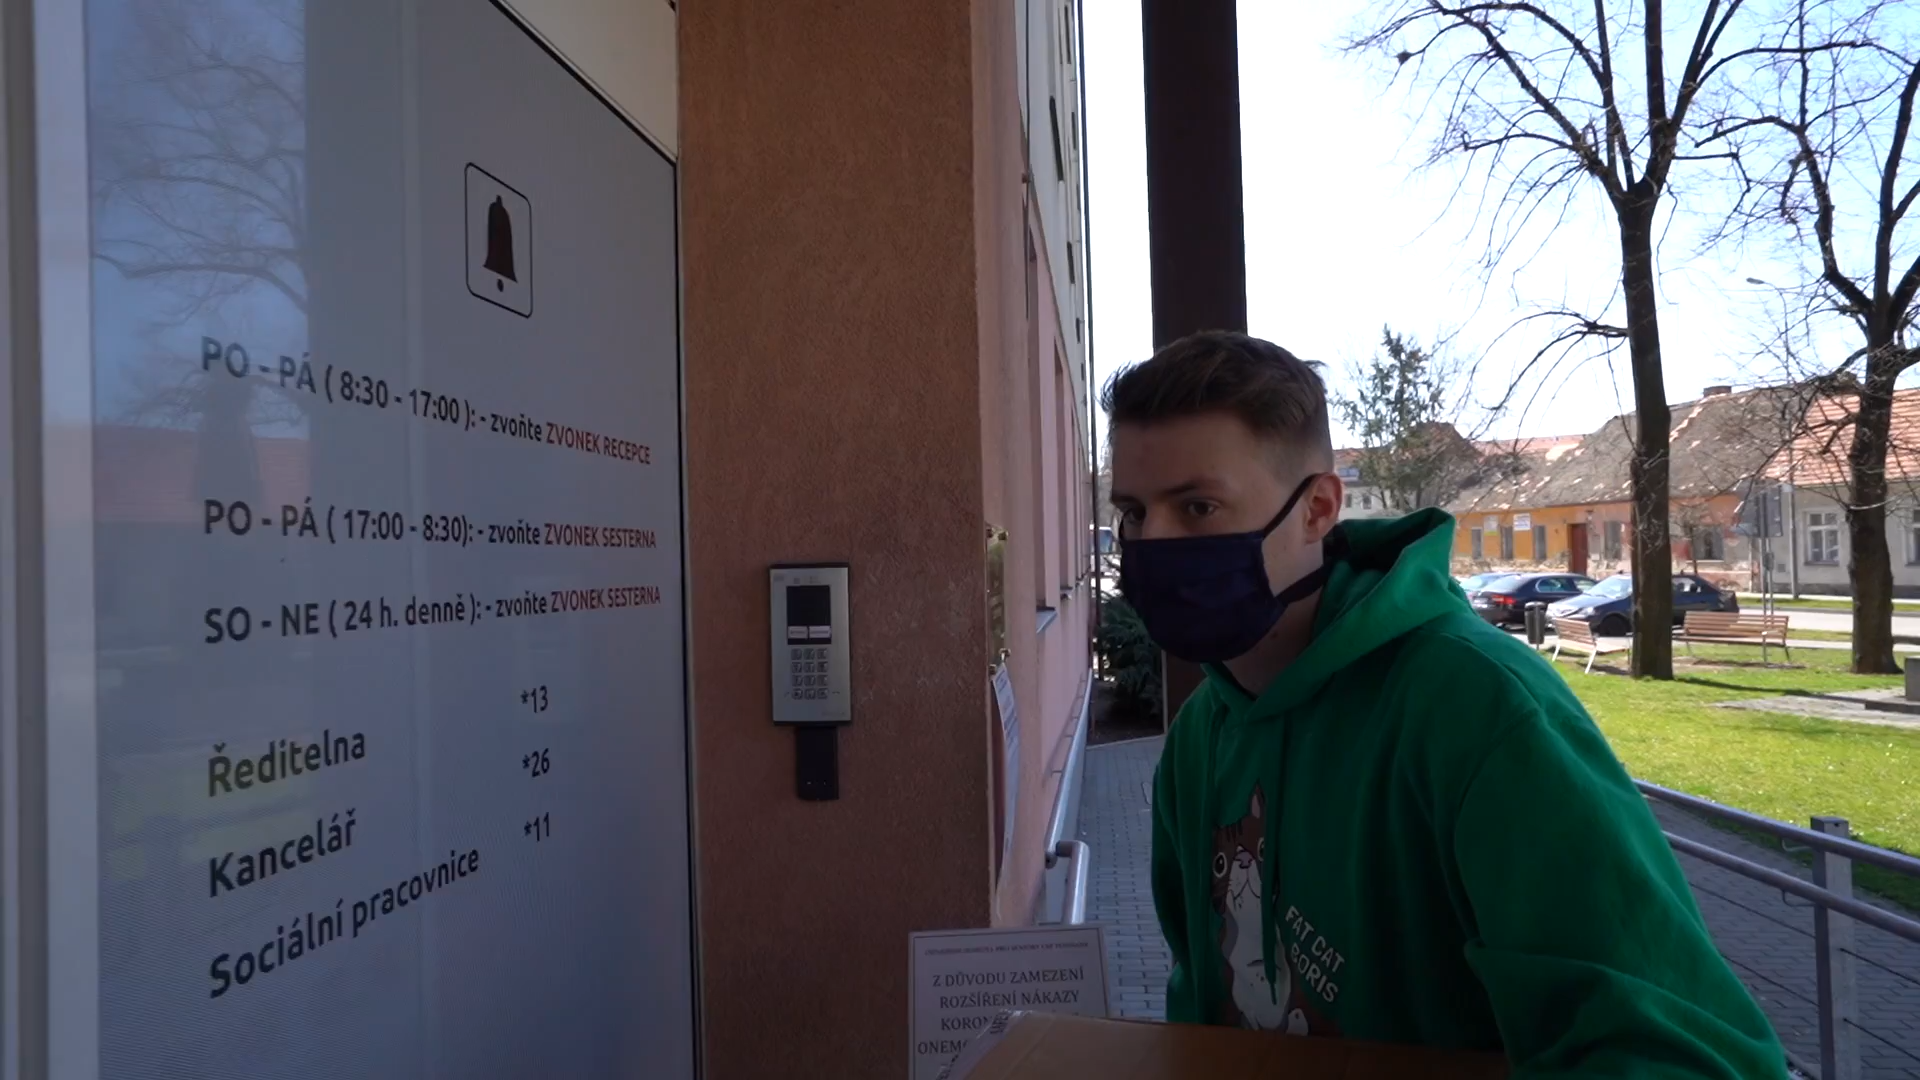 PO - PÁ ( 8:30 - 17:00 ): - zvoňte ZVONEK RECEPCE
PO - PÁ ( 17:00 - 8:30): - zvoňte ZVONEK SESTERNA
SO - NE ( 24 h. denně ): - zvoňte ZVONEK SESTERNA
Ředitelna *13
Kancelář *26
Sociální pracovnice *11
Z DŮVODU ZAMEZENÍ
ROZŠÍŘENÍ NÁKAZY
FAT CAT
BORIS